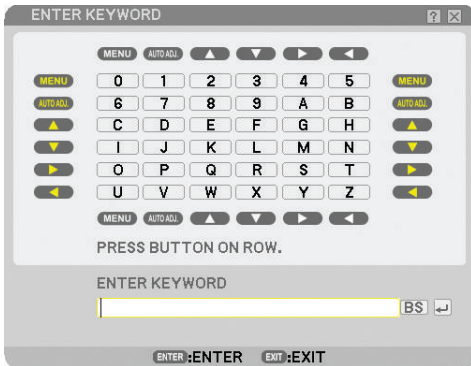 ENTER KEYWORD ? X
MENU AUTO ADJ. ▲ ▼ ▶ ◀
MENU 0 1 2 3 4 5 MENU
AUTO ADJ. 6 7 8 9 A B AUTO ADJ.
▲ C D E F G H ▲
▼ I J K L M N ▼
▶ O P Q R S T ▶
◀ U V W X Y Z ◀
MENU AUTO ADJ. ▲ ▼ ▶ ◀
PRESS BUTTON ON ROW.
ENTER KEYWORD
BS ↵
ENTER :ENTER EXIT :EXIT